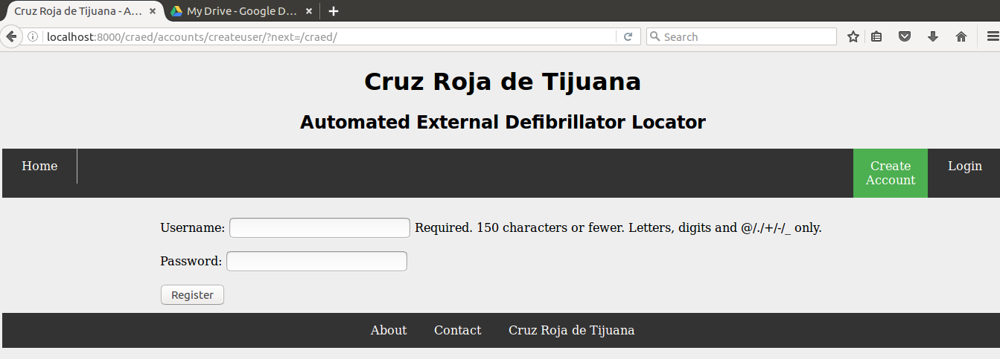 Cruz Roja de Tijuana - A... My Drive - Google D...
localhost:8000/craed/accounts/createuser/?next=/craed/ Search
Cruz Roja de Tijuana
Automated External Defibrillator Locator
Home Create Account Login
Username: Required. 150 characters or fewer. Letters, digits and @/./+/-/_ only.
Password:
Register
About Contact Cruz Roja de Tijuana